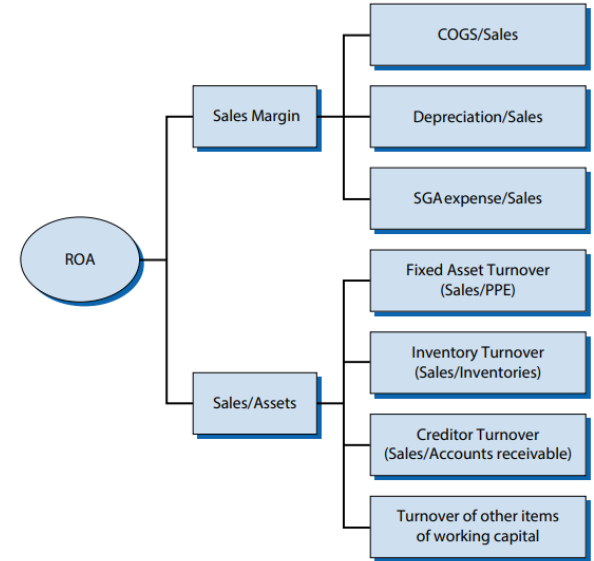 COGS/Sales
Sales Margin
Depreciation/Sales
SGA expense/Sales
ROA
Fixed Asset Turnover
(Sales/PPE)
Inventory Turnover
(Sales/Inventories)
Sales/Assets
Creditor Turnover
(Sales/Accounts receivable)
Turnover of other items
of working capital